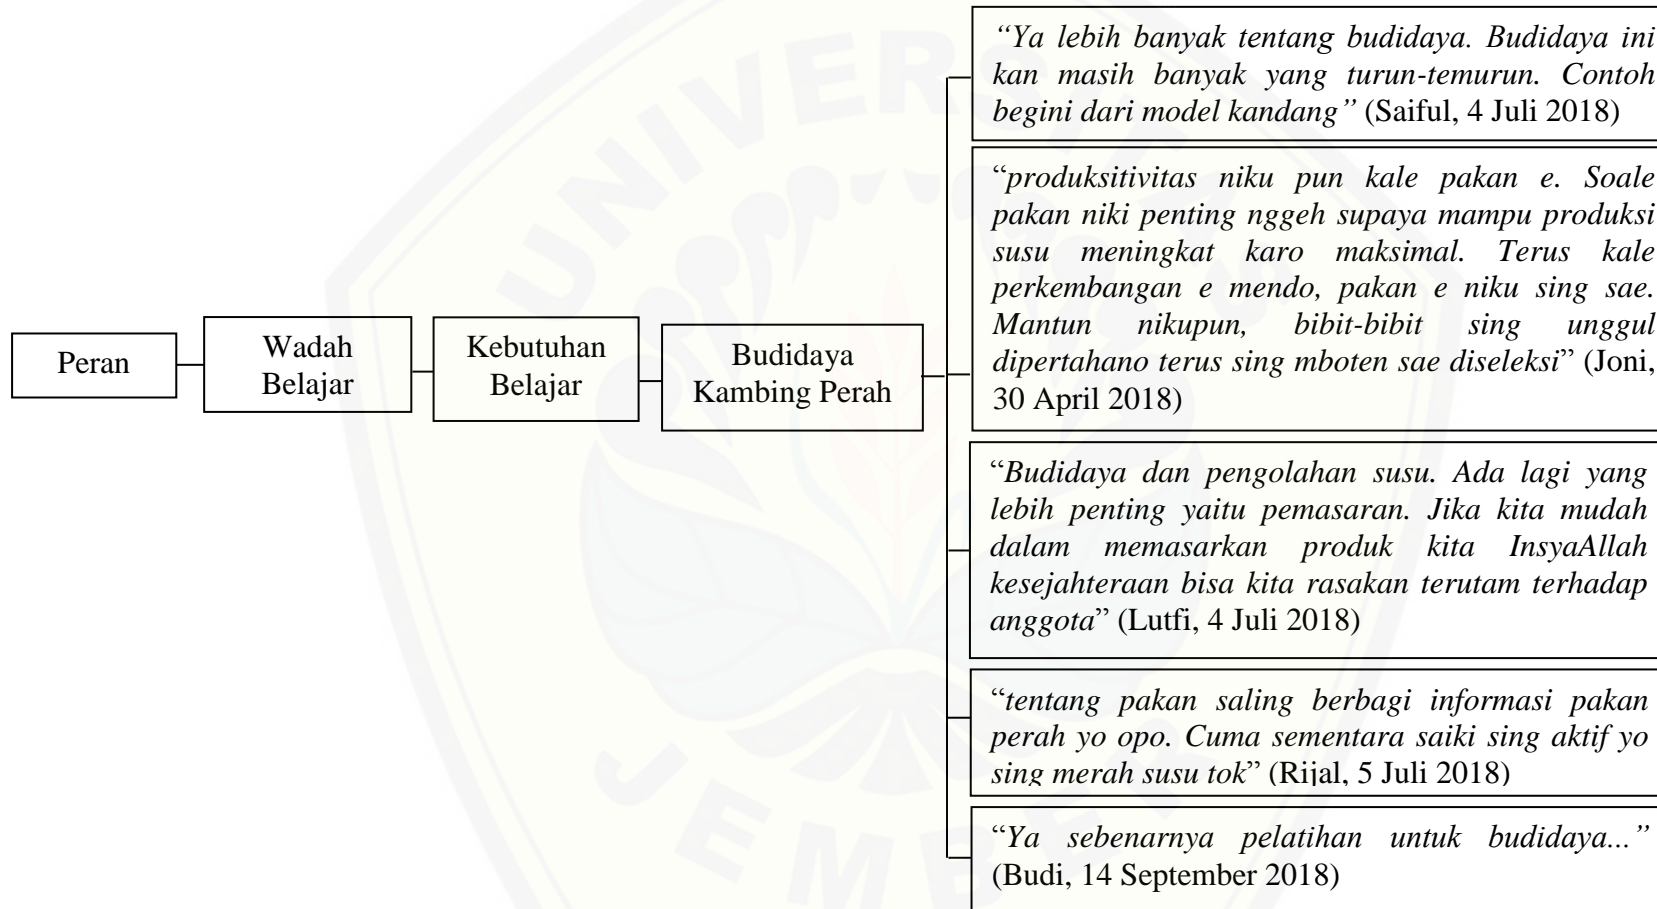 Peran
Wadah
Belajar
Kebutuhan
Belajar
Budidaya
Kambing Perah
“Ya lebih banyak tentang budidaya. Budidaya ini
kan masih banyak yang turun-temurun. Contoh
begini dari model kandang” (Saiful, 4 Juli 2018)
“produksitivitas niku pun kale pakan e. Soale
pakan niki penting nggeh supaya mampu produksi
susu meningkat karo maksimal. Terus kale
perkembangan e mendo, pakan e niku sing sae.
Mantun nikupun, bibit-bibit sing unggul
dipertahano terus sing mboten sae diseleksi” (Joni,
30 April 2018)
“Budidaya dan pengolahan susu. Ada lagi yang
lebih penting yaitu pemasaran. Jika kita mudah
dalam memasarkan produk kita InsyaAllah
kesejahteraan bisa kita rasakan terutam terhadap
anggota” (Lutfi, 4 Juli 2018)
“tentang pakan saling berbagi informasi pakan
perah yo opo. Cuma sementara saiki sing aktif yo
sing merah susu tok” (Rijal, 5 Juli 2018)
“Ya sebenarnya pelatihan untuk budidaya...”
(Budi, 14 September 2018)
UNIVERSITAS
JEMBER